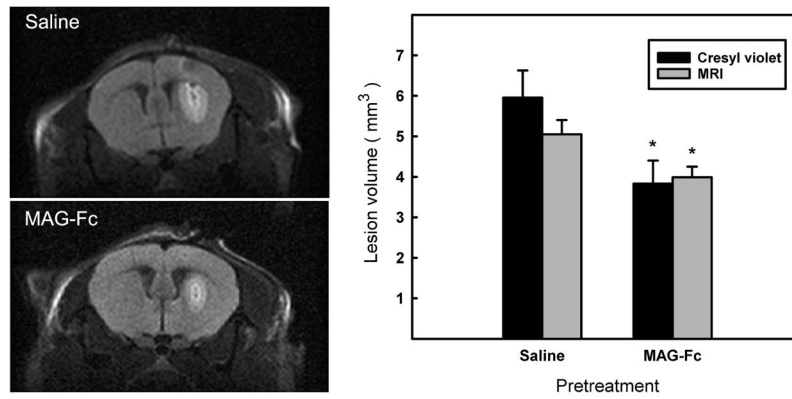 Saline
MAG-Fc
Lesion volume ( mm3 )
7
6
5
4
3
2
1
Cresyl violet
MRI
*
*
Saline
MAG-Fc
Pretreatment